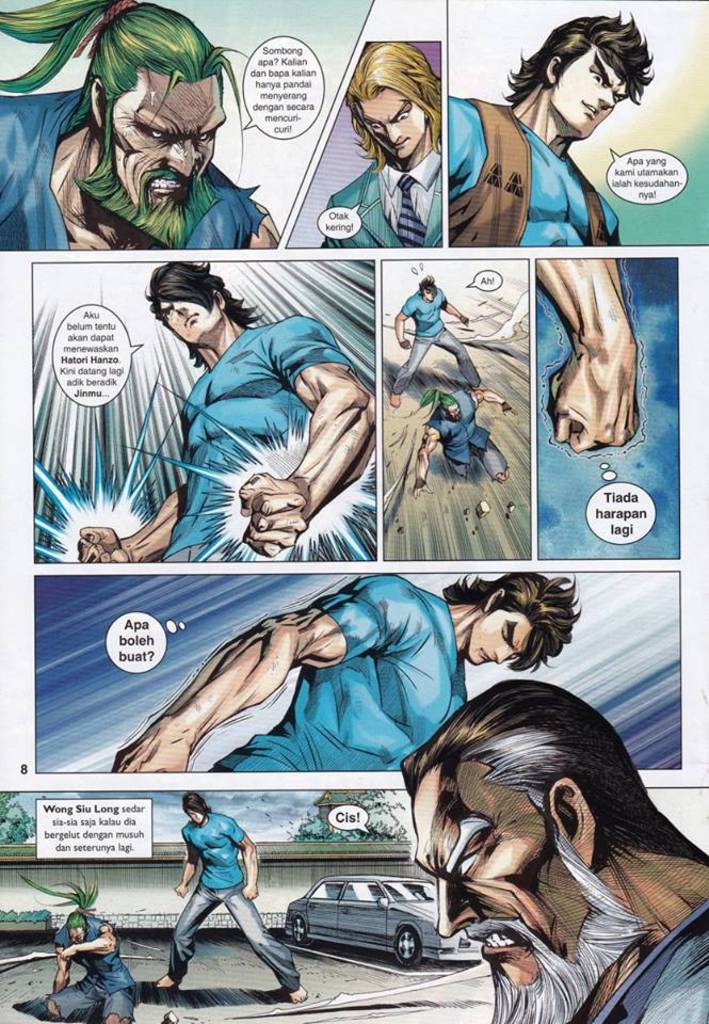 Sombong
apa? Kalian
dan bapa kalian
hanya pandai
menyerang
dengan secara
mencuri-
curi!
Otak
kering!
Apa yang
kami utamakan
ialah kesudahan-
nya!
Aku
belum tentu
akan dapat
menewaskan
Hatori Hanzo.
Kini datang lagi
adik beradik
Jinmu...
Ah!
Tiada
harapan
lagi
Apa
boleh
buat?
8
Wong Siu Long sedar
sia-sia saja kalau dia
bergelut dengan musuh
dan seterunya lagi.
Cis!